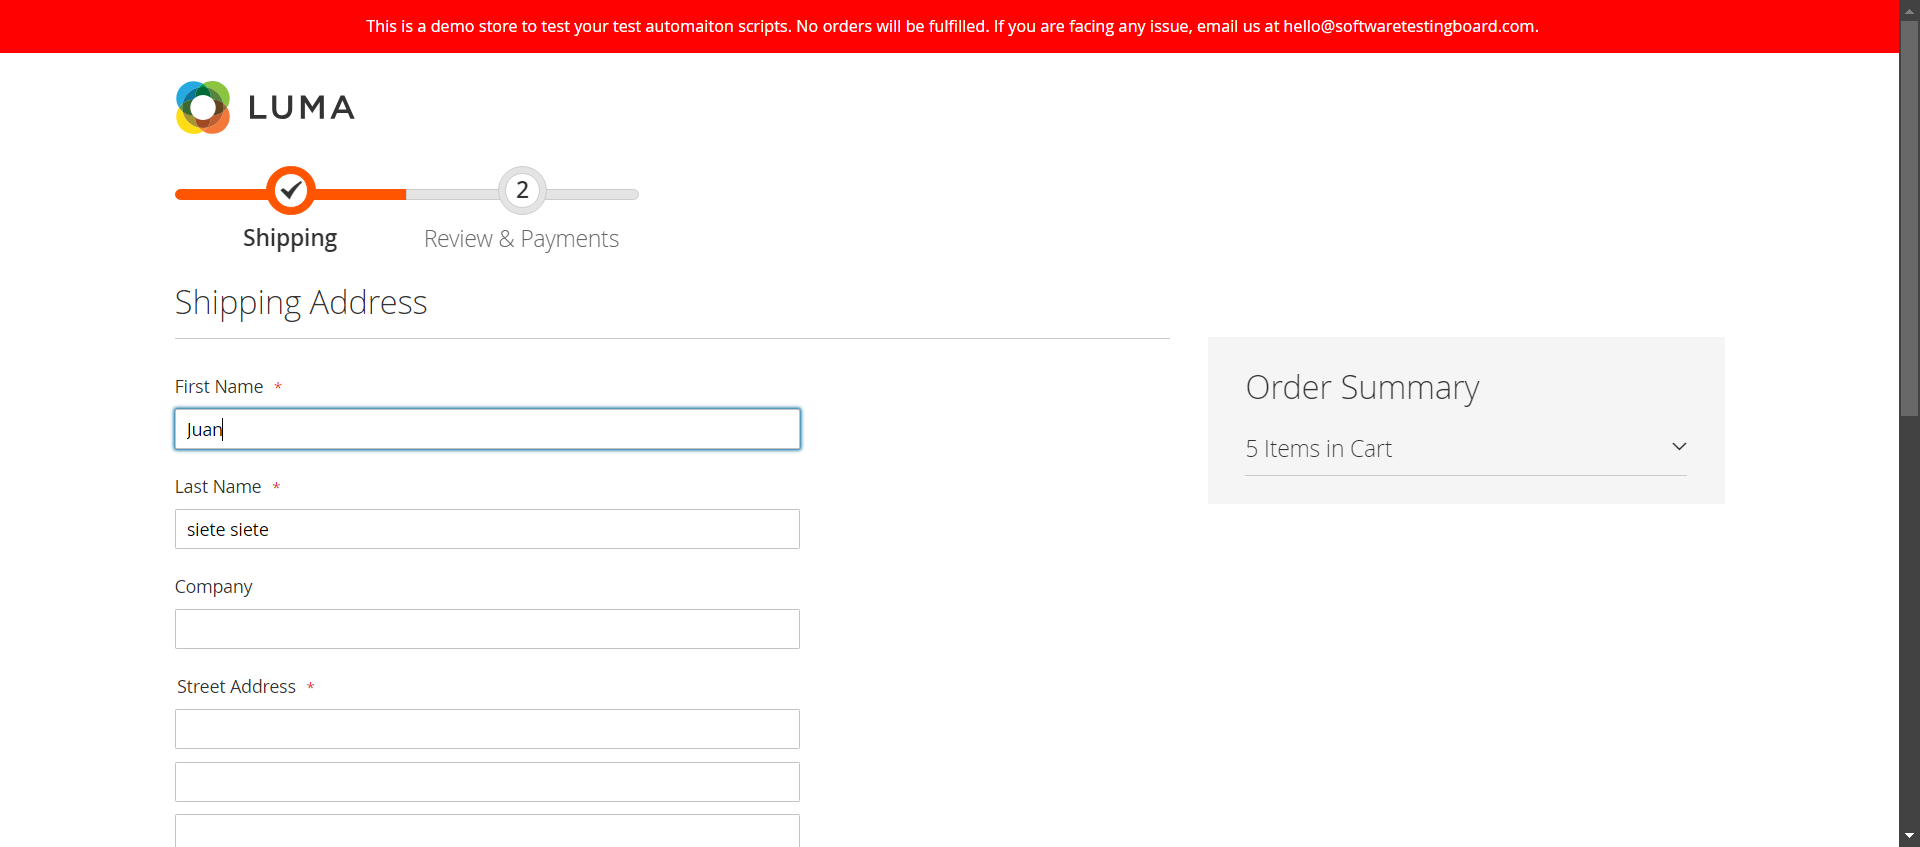 This is a demo store to test your test automaiton scripts. No orders will be fulfilled. If you are facing any issue, email us at hello@softwaretestingboard.com.
LUMA
2
Shipping
Review & Payments
Shipping Address
First Name *
Juan
Last Name *
siete siete
Company
Street Address *
Order Summary
5 Items in Cart